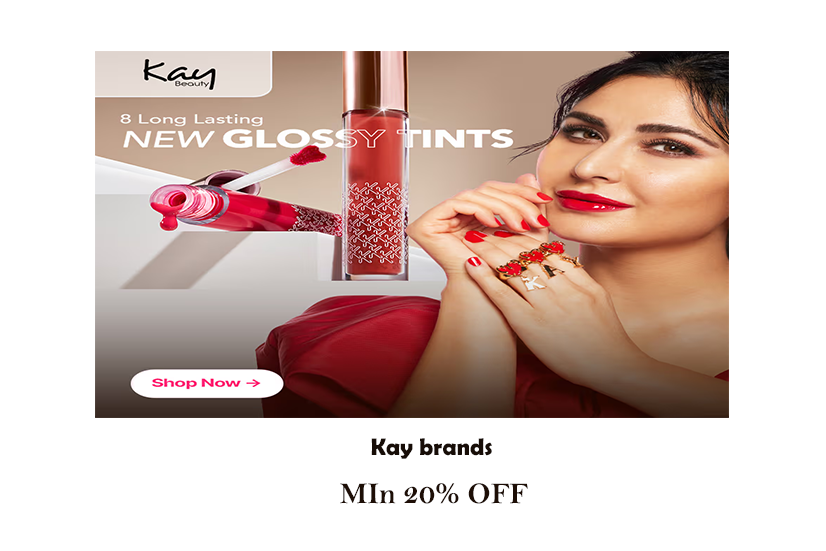 Kay
Beauty
8 Long Lasting
NEW GLOSSY TINTS
Shop Now →
Kay brands
MIn 20% OFF